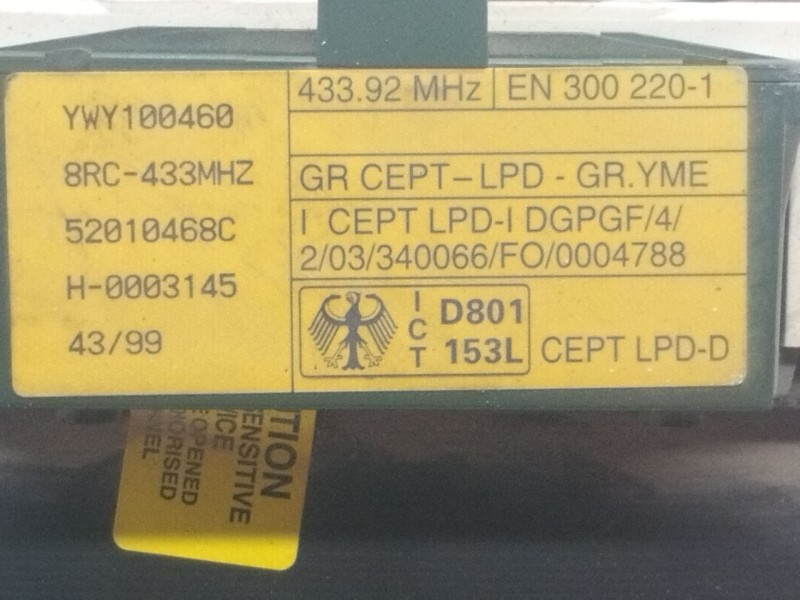 YWY100460
8RC-433MHZ
52010468C
H-0003145
43/99
433.92 MHz EN 300 220-1
GR CEPT-LPD - GR.YME
I CEPT LPD-I DGPGF/4/
2/03/340066/FO/0004788
ICT D801
153L
CEPT LPD-D
TION
ENSITIVE
ICE
OPENED
ORISED
NEL